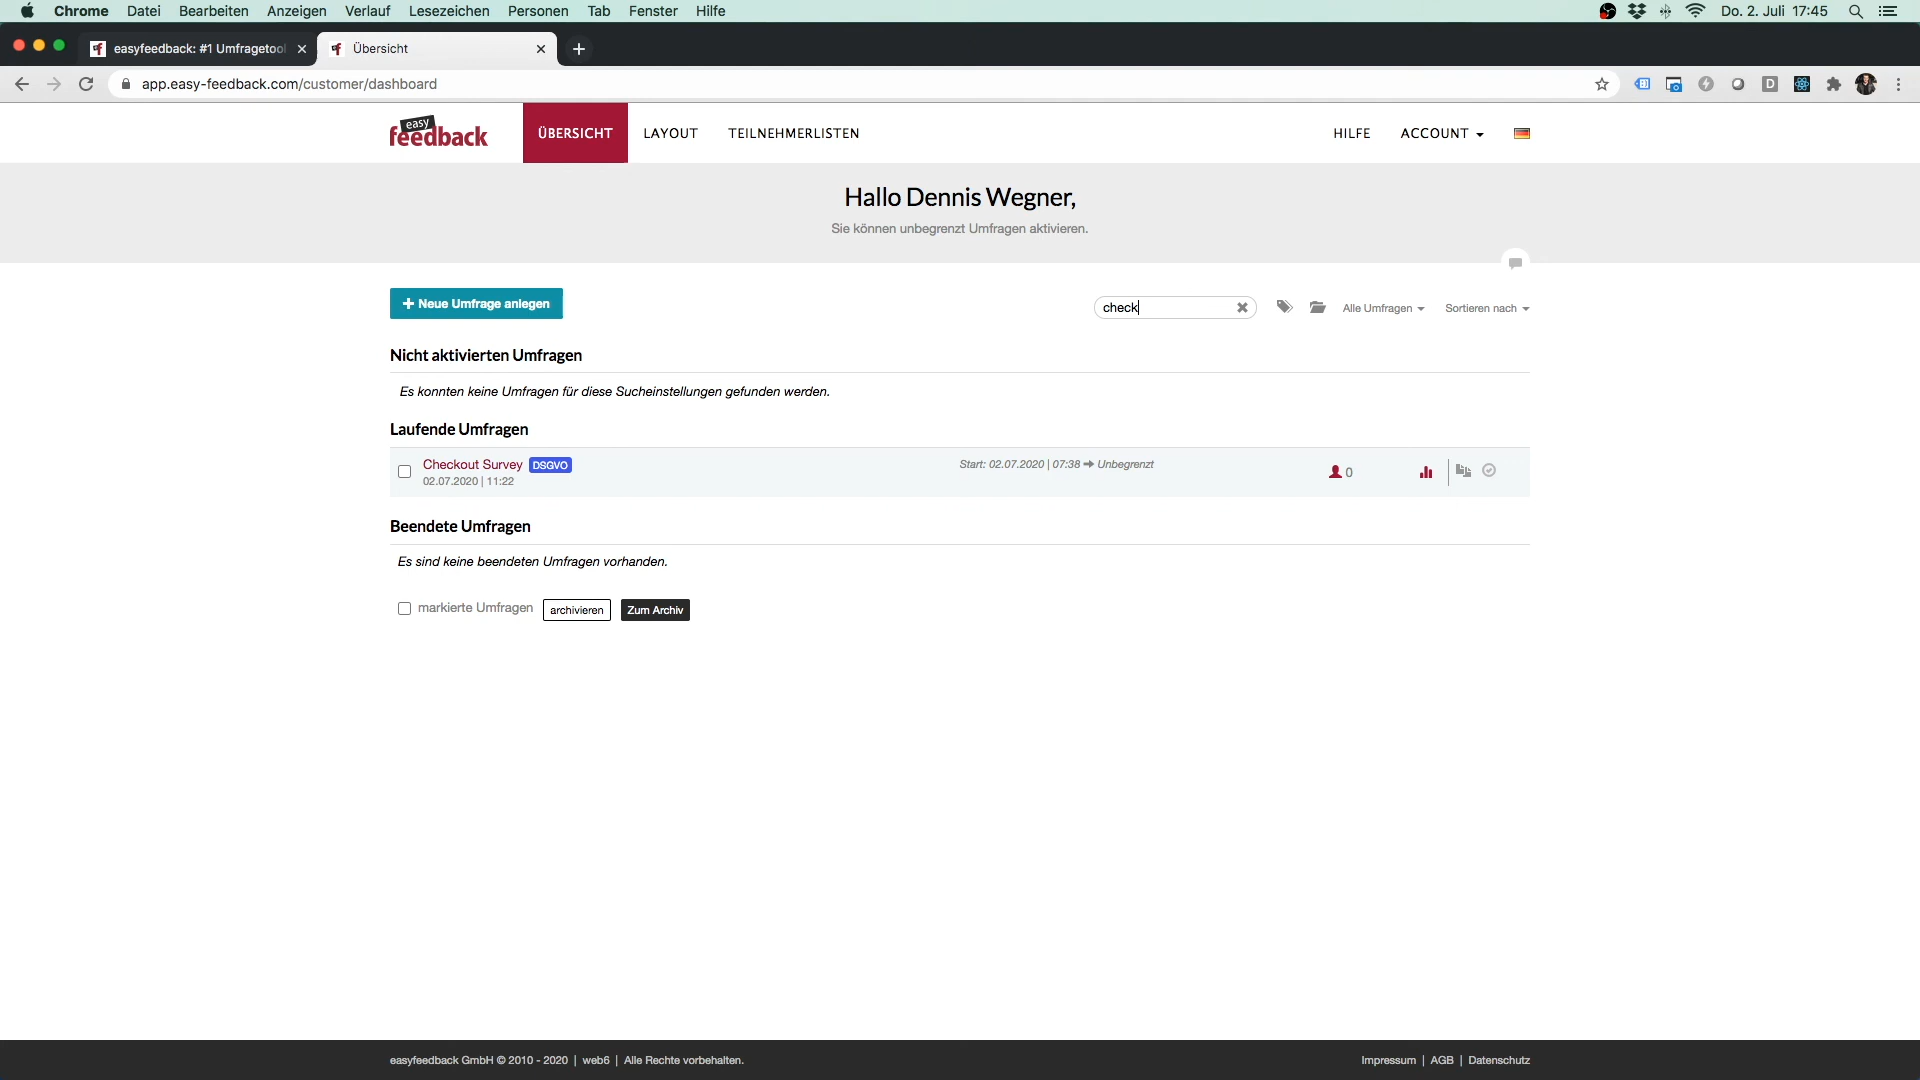 Chrome Datei Bearbeiten Anzeigen Verlauf Lesezeichen Personen Tab Fenster Hilfe Do. 2. Juli 17:45
easyfeedback: #1 Umfragetool Übersicht
app.easy-feedback.com/customer/dashboard
easy
feedback
ÜBERSICHT LAYOUT TEILNEHMERLISTEN HILFE ACCOUNT
Hallo Dennis Wegner,
Sie können unbegrenzt Umfragen aktivieren.
Neue Umfrage anlegen check Alle Umfragen Sortieren nach
Nicht aktivierten Umfragen
Es konnten keine Umfragen für diese Sucheinstellungen gefunden werden.
Laufende Umfragen
Checkout Survey DSGVO Start: 02.07.2020 | 07:38 ➔ Unbegrenzt 0
02.07.2020 | 11:22
Beendete Umfragen
Es sind keine beendeten Umfragen vorhanden.
markierte Umfragen archivieren Zum Archiv
easyfeedback GmbH © 2010 - 2020 | web6 | Alle Rechte vorbehalten. Impressum | AGB | Datenschutz